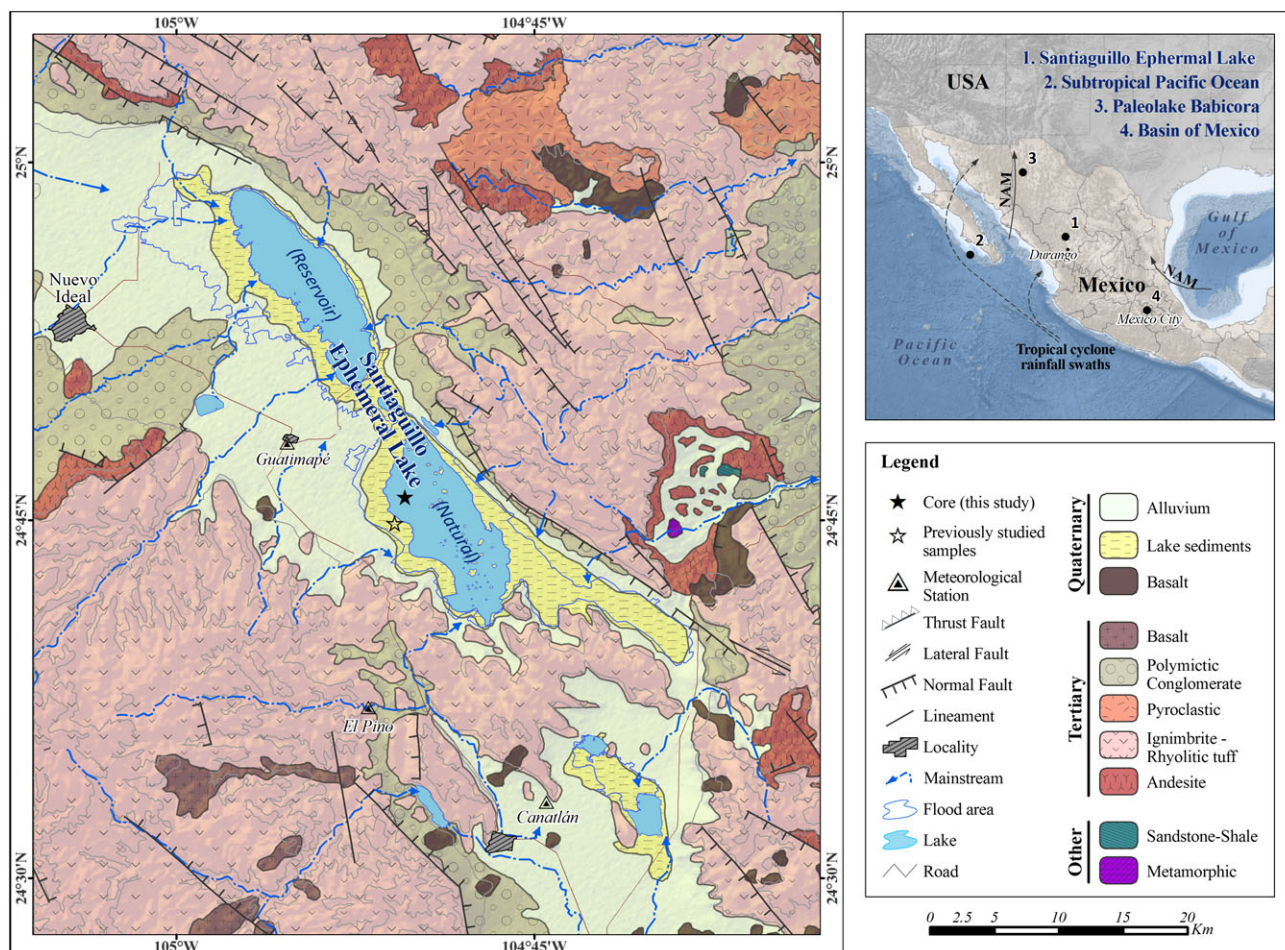 105°W
104°45'W
25°N
25°N
Nuevo
Ideal
(Reservoir)
Santiaguillo
Ephemeral Lake
Guatimapé
(Natural)
24°45'N
24°45'N
El Pino
Canatlán
24°30'N
24°30'N
105°W
104°45'W
1. Santiaguillo Ephermal Lake
2. Subtropical Pacific Ocean
3. Paleolake Babicora
4. Basin of Mexico
USA
3
NAM
1
2
Durango
Gulf
of
Mexico
NAM
Mexico
4
Mexico City
Pacific
Ocean
Tropical cyclone
rainfall swaths
Legend
Core (this study)
Previously studied
samples
Meteorological
Station
Thrust Fault
Lateral Fault
Normal Fault
Lineament
Locality
Mainstream
Flood area
Lake
Road
Quaternary
Alluvium
Lake sediments
Basalt
Tertiary
Basalt
Polymictic
Conglomerate
Pyroclastic
Ignimbrite -
Rhyolitic tuff
Andesite
Other
Sandstone-Shale
Metamorphic
0 2.5 5 10 15 20
Km